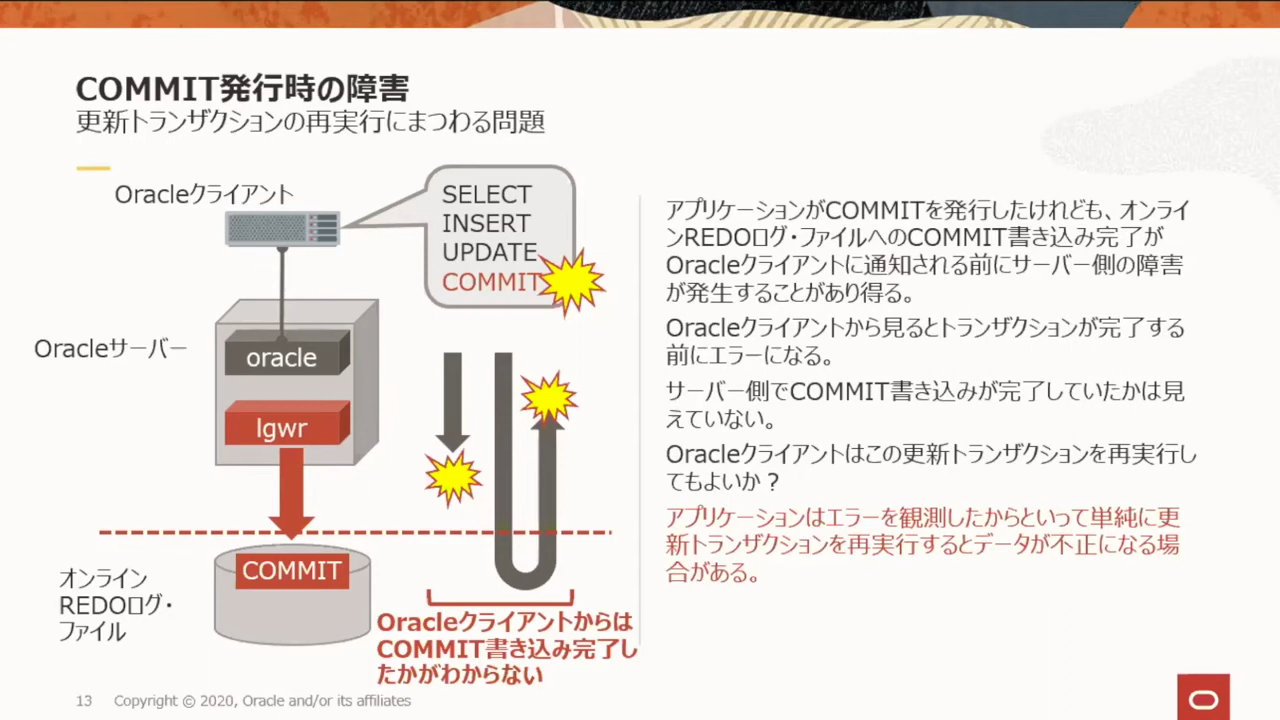 COMMIT発行時の障害
更新トランザクションの再実行にまつわる問題
Oracleクライアント
SELECT
INSERT
UPDATE
COMMIT
Oracleサーバー
oracle
lgwr
COMMIT
オンライン
REDOログ・
ファイル
Oracleクライアントからは
COMMIT書き込み完了し
たかがわからない
アプリケーションがCOMMITを発行したけれども、オンライ
ンREDOログ・ファイルへのCOMMIT書き込み完了が
Oracleクライアントに通知される前にサーバー側の障害
が発生することがあり得る。
Oracleクライアントから見るとトランザクションが完了する
前にエラーになる。
サーバー側でCOMMIT書き込みが完了していたかは見
えていない。
Oracleクライアントはこの更新トランザクションを再実行し
てもよいか？
アプリケーションはエラーを観測したからといって単純に更
新トランザクションを再実行するとデータが不正になる場
合がある。
13 Copyright © 2020, Oracle and/or its affiliates